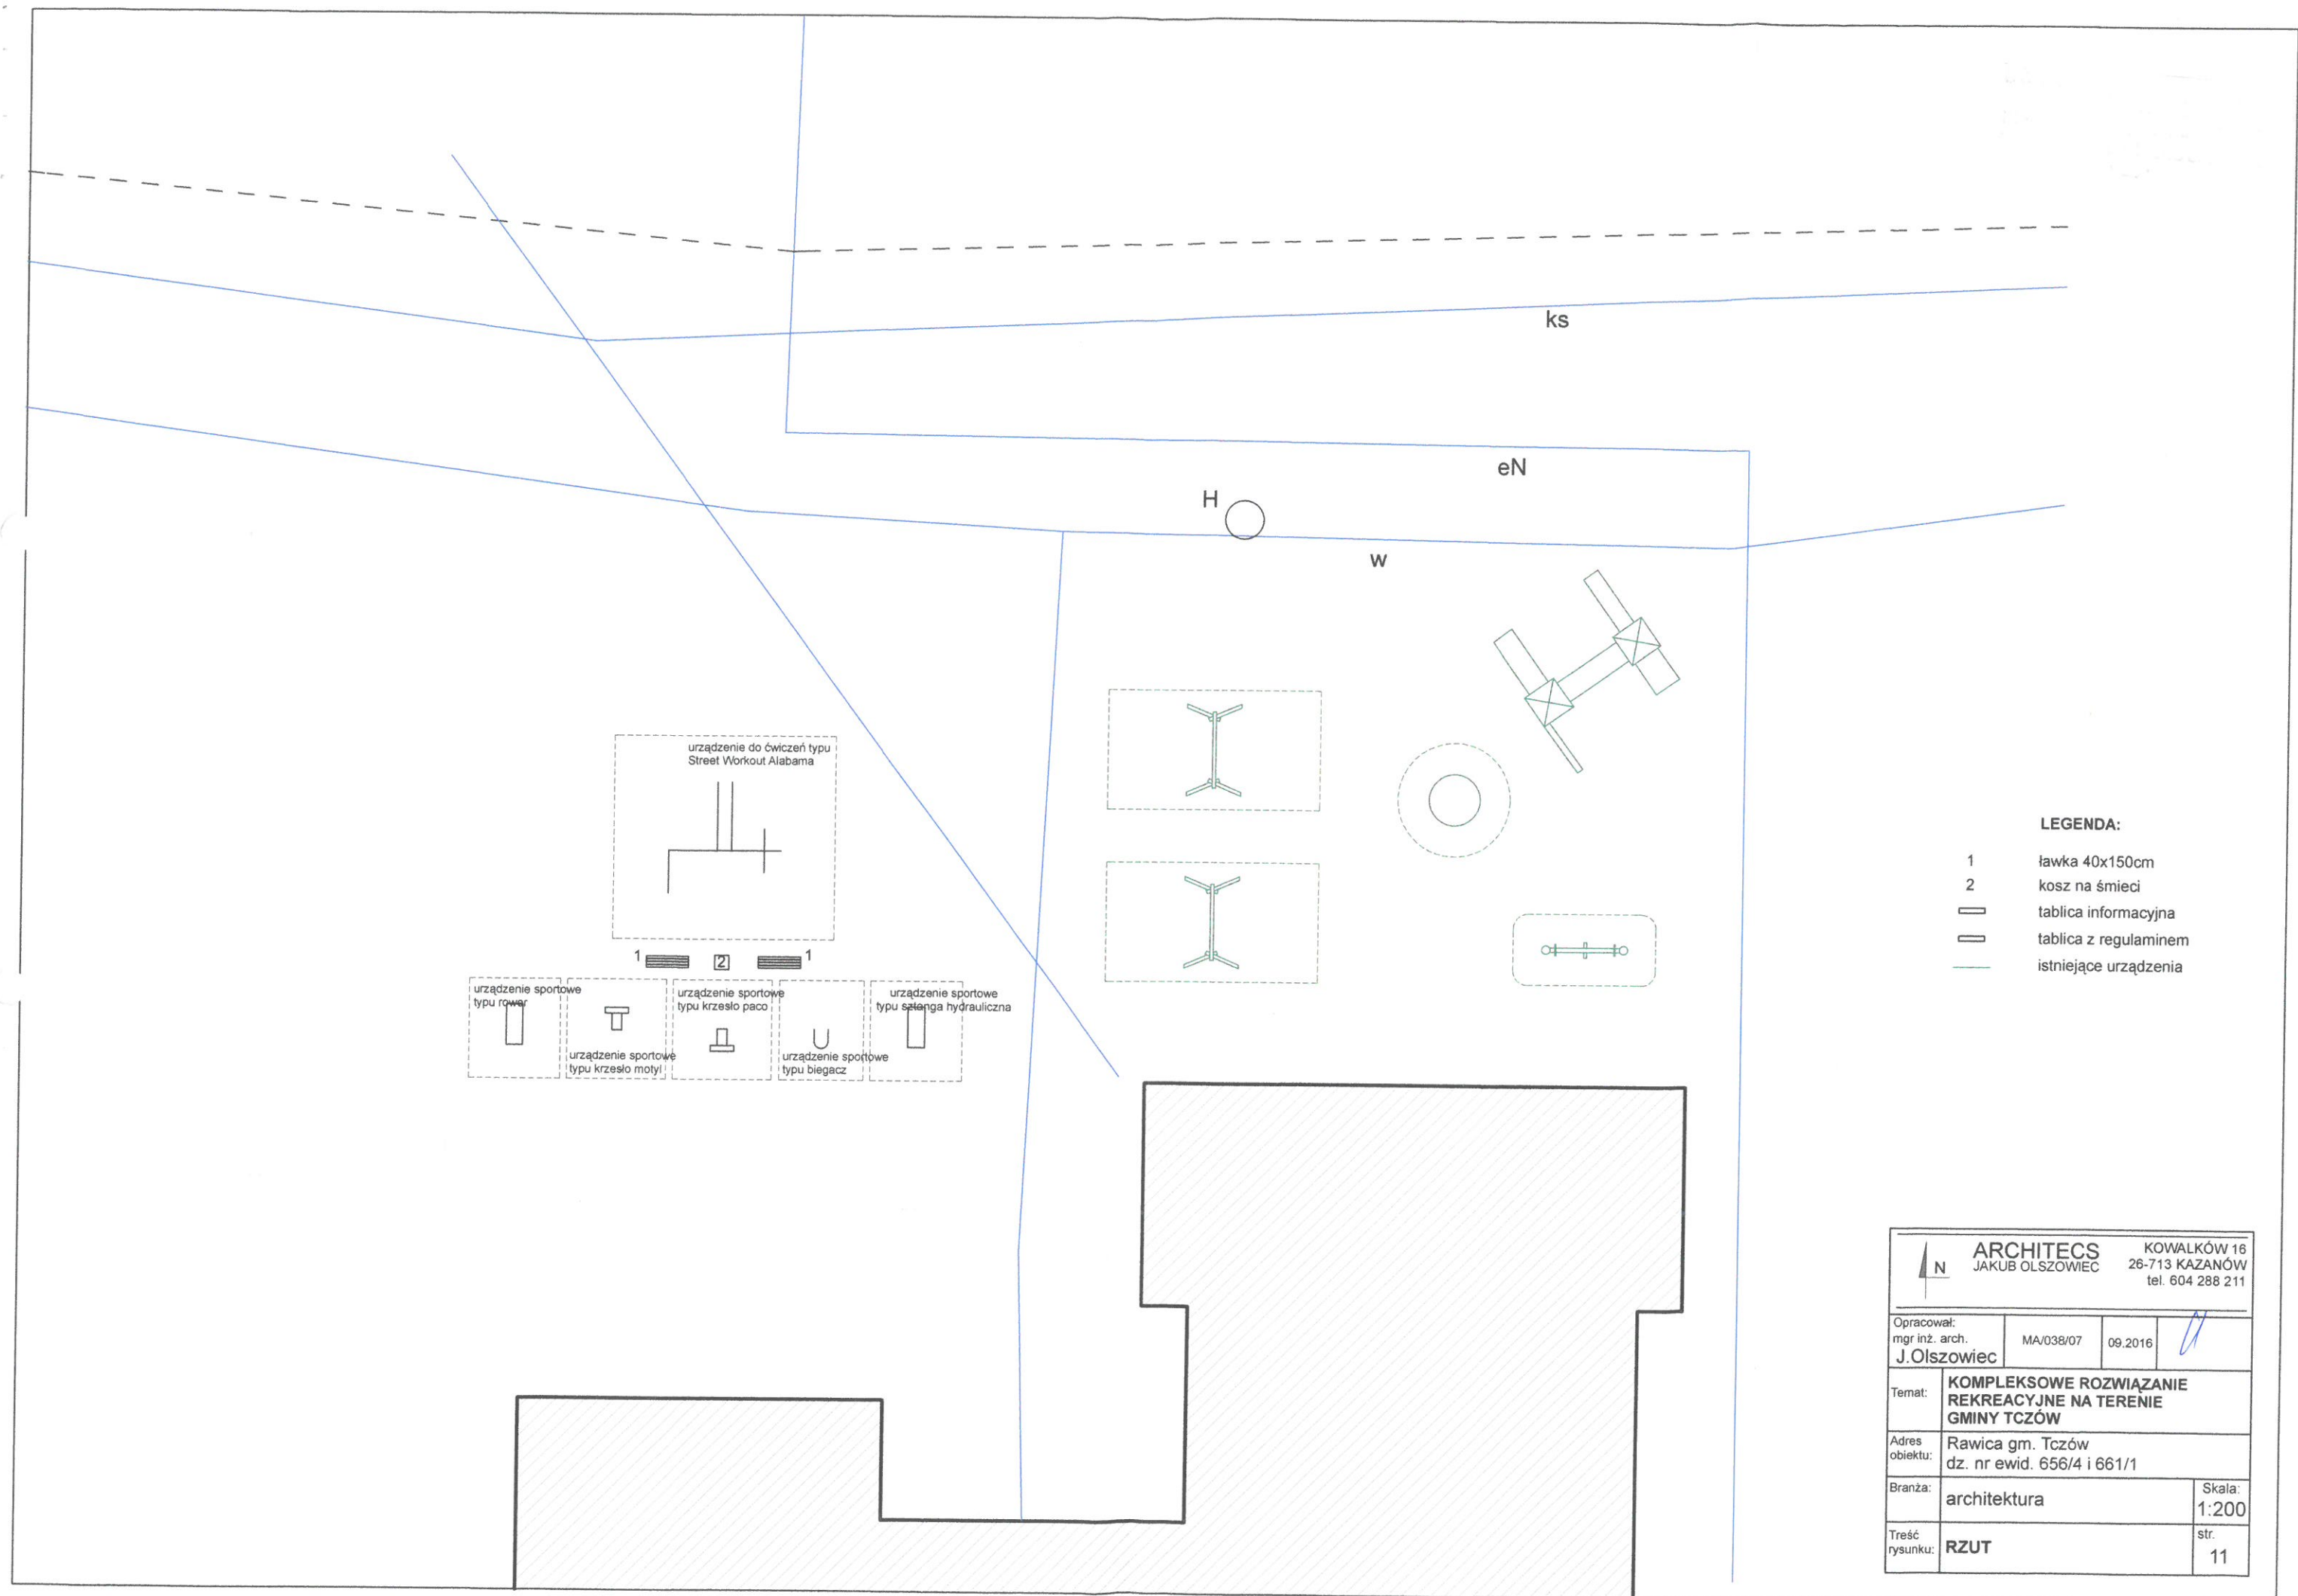 ks
eN
H
w
urządzenie do ćwiczeń typu
Street Workout Alabama
1
2
1
urządzenie sportowe
typu rower
urządzenie sportowe
typu krzesło motyl
urządzenie sportowe
typu krzesło paco
urządzenie sportowe
typu biegacz
urządzenie sportowe
typu sztanga hydrauliczna
LEGENDA:
1 ławka 40x150cm
2 kosz na śmieci
tablica informacyjna
tablica z regulaminem
istniejące urządzenia
N
ARCHITECS
JAKUB OLSZOWIEC
KOWALKÓW 16
26-713 KAZANÓW
tel. 604 288 211
Opracował:
mgr inż. arch.
J.Olszowiec
MA/038/07
09.2016
Temat:
KOMPLEKSOWE ROZWIĄZANIE
REKREACYJNE NA TERENIE
GMINY TCZÓW
Adres
obiektu:
Rawica gm. Tczów
dz. nr ewid. 656/4 i 661/1
Branża:
architektura
Skala:
1:200
Treść
rysunku:
RZUT
str.
11